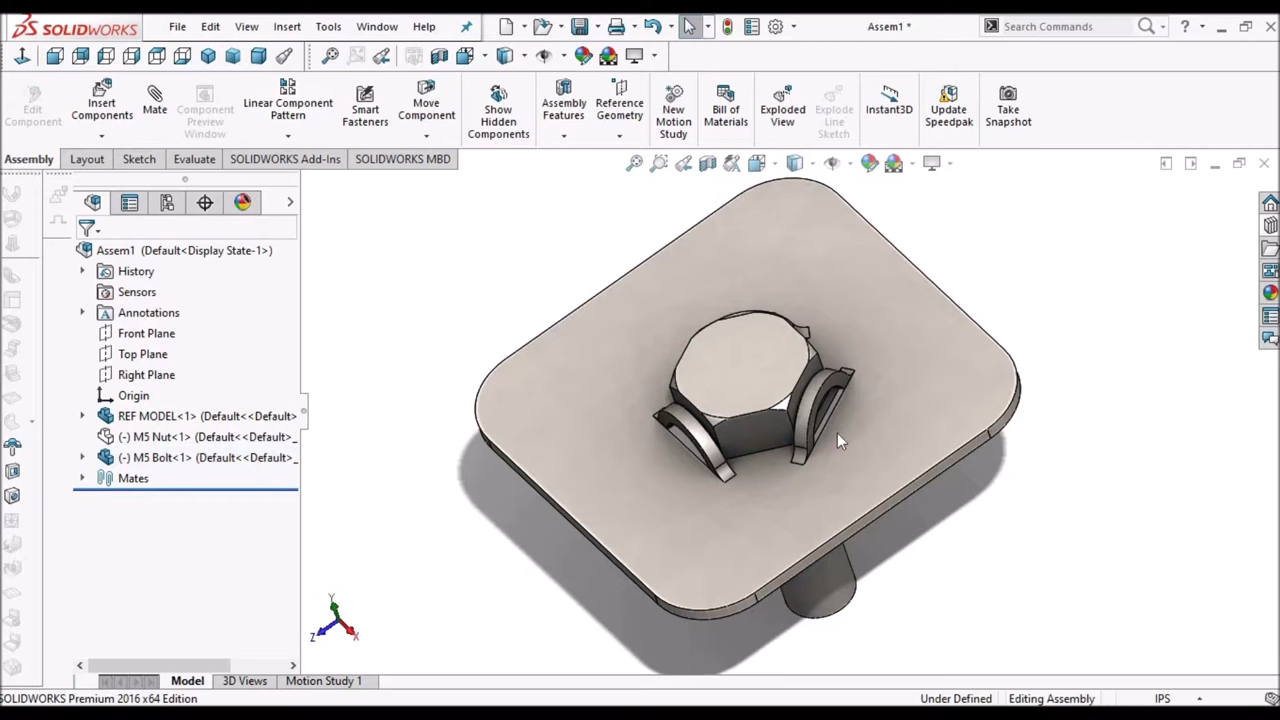 SOLIDWORKS File Edit View Insert Tools Window Help Assem1 * Search Commands ?
Edit Component
Insert Components
Mate
Component Preview Window
Linear Component Pattern
Smart Fasteners
Move Component
Show Hidden Components
Assembly Features
Reference Geometry
New Motion Study
Bill of Materials
Exploded View
Explode Line Sketch
Instant3D
Update Speedpak
Take Snapshot
Assembly Layout Sketch Evaluate SOLIDWORKS Add-Ins SOLIDWORKS MBD
Assem1 (Default<Display State-1>)
History
Sensors
Annotations
Front Plane
Top Plane
Right Plane
Origin
REF MODEL<1> (Default<<Default>
(-) M5 Nut<1> (Default<<Default>_
(-) M5 Bolt<1> (Default<<Default>_
Mates
Y
Z X
Model 3D Views Motion Study 1
SOLIDWORKS Premium 2016 x64 Edition Under Defined Editing Assembly IPS